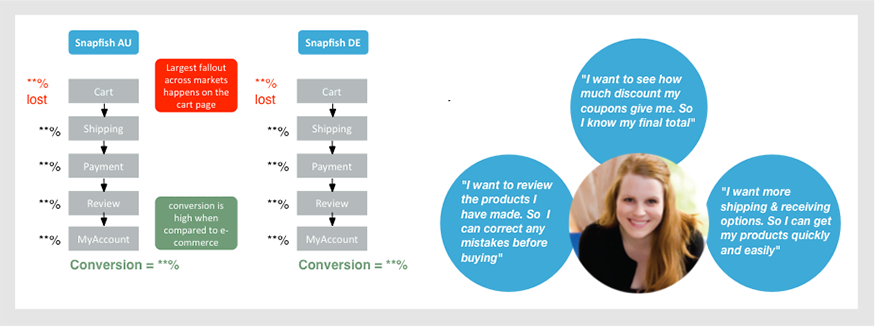 Snapfish AU
**%
lost
Cart
Shipping
**%
Payment
**%
Review
**%
MyAccount
**%
Conversion = **%
Largest fallout
across markets
happens on the
cart page
conversion is
high when
compared to e-
commerce
Snapfish DE
**%
lost
Cart
Shipping
**%
Payment
**%
Review
**%
MyAccount
**%
Conversion = **%
"I want to see how
much discount my
coupons give me. So
I know my final total"
"I want to review
the products I
have made. So I
can correct any
mistakes before
buying"
"I want more
shipping & receiving
options. So I can get
my products quickly
and easily"